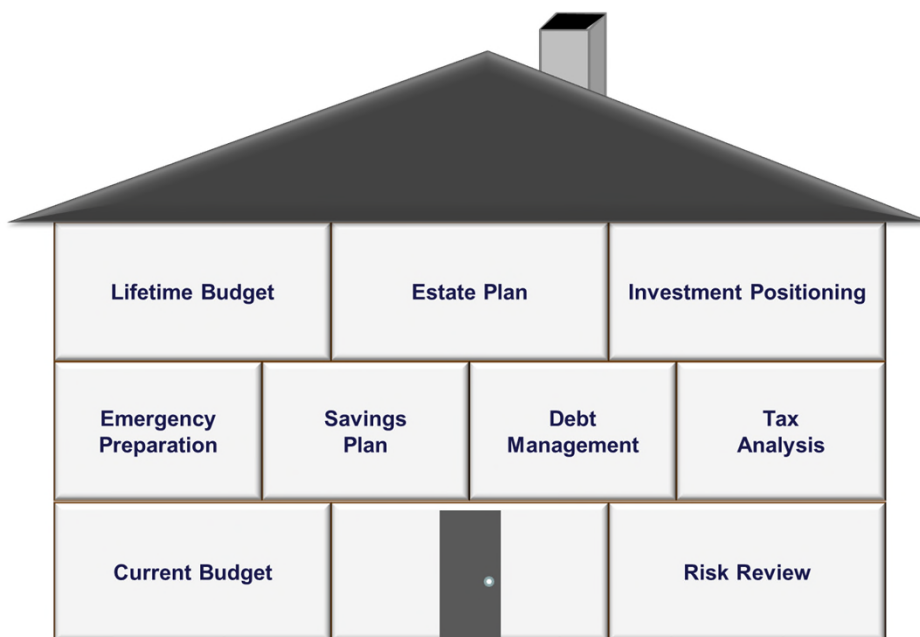 Lifetime Budget
Estate Plan
Investment Positioning
Emergency
Preparation
Savings
Plan
Debt
Management
Tax
Analysis
Current Budget
Risk Review